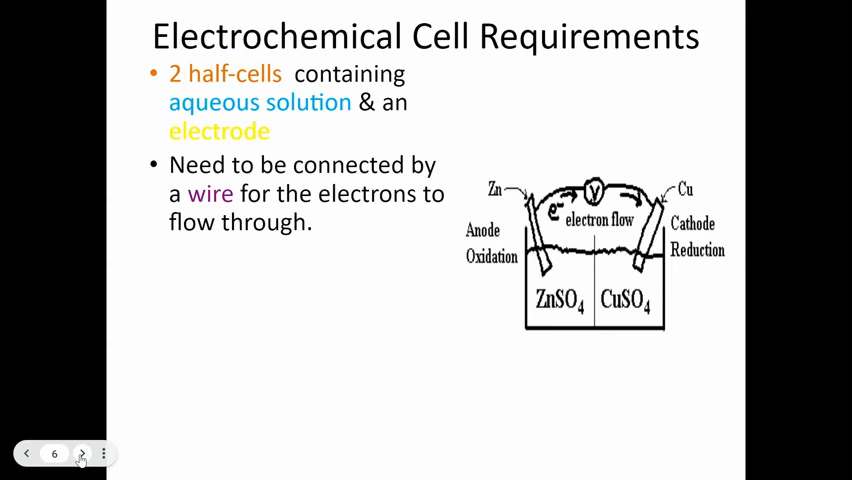 Electrochemical Cell Requirements
• 2 half-cells containing
aqueous solution & an
electrode
• Need to be connected by
a wire for the electrons to
flow through.
Zn
V
Cu
e-
electron flow
Anode
Oxidation
Cathode
Reduction
ZnSO₄
CuSO₄
6